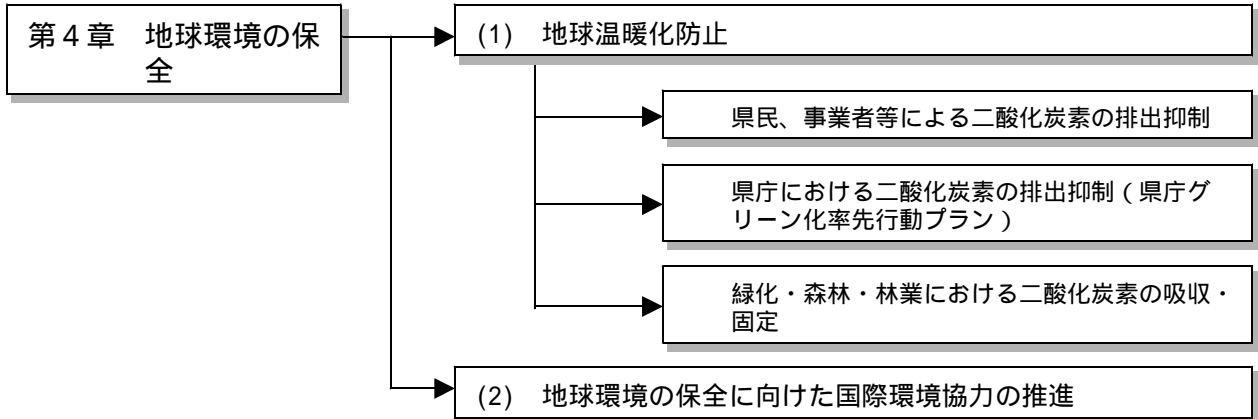 第４章　地球環境の保
全
(1)　地球温暖化防止
県民、事業者等による二酸化炭素の排出抑制
県庁における二酸化炭素の排出抑制（県庁グ
リーン化率先行動プラン）
緑化・森林・林業における二酸化炭素の吸収・
固定
(2)　地球環境の保全に向けた国際環境協力の推進